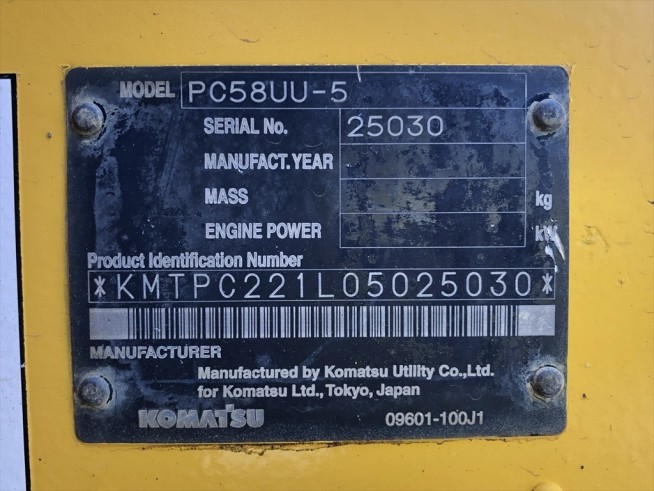 MODEL PC58UU-5
SERIAL No. 25030
MANUFACT.YEAR
MASS kg
ENGINE POWER kW
Product Identification Number
*KMTPC221L05025030*
MANUFACTURER
Manufactured by Komatsu Utility Co.,Ltd.
for Komatsu Ltd.,Tokyo, Japan
KOMATSU 09601-100J1